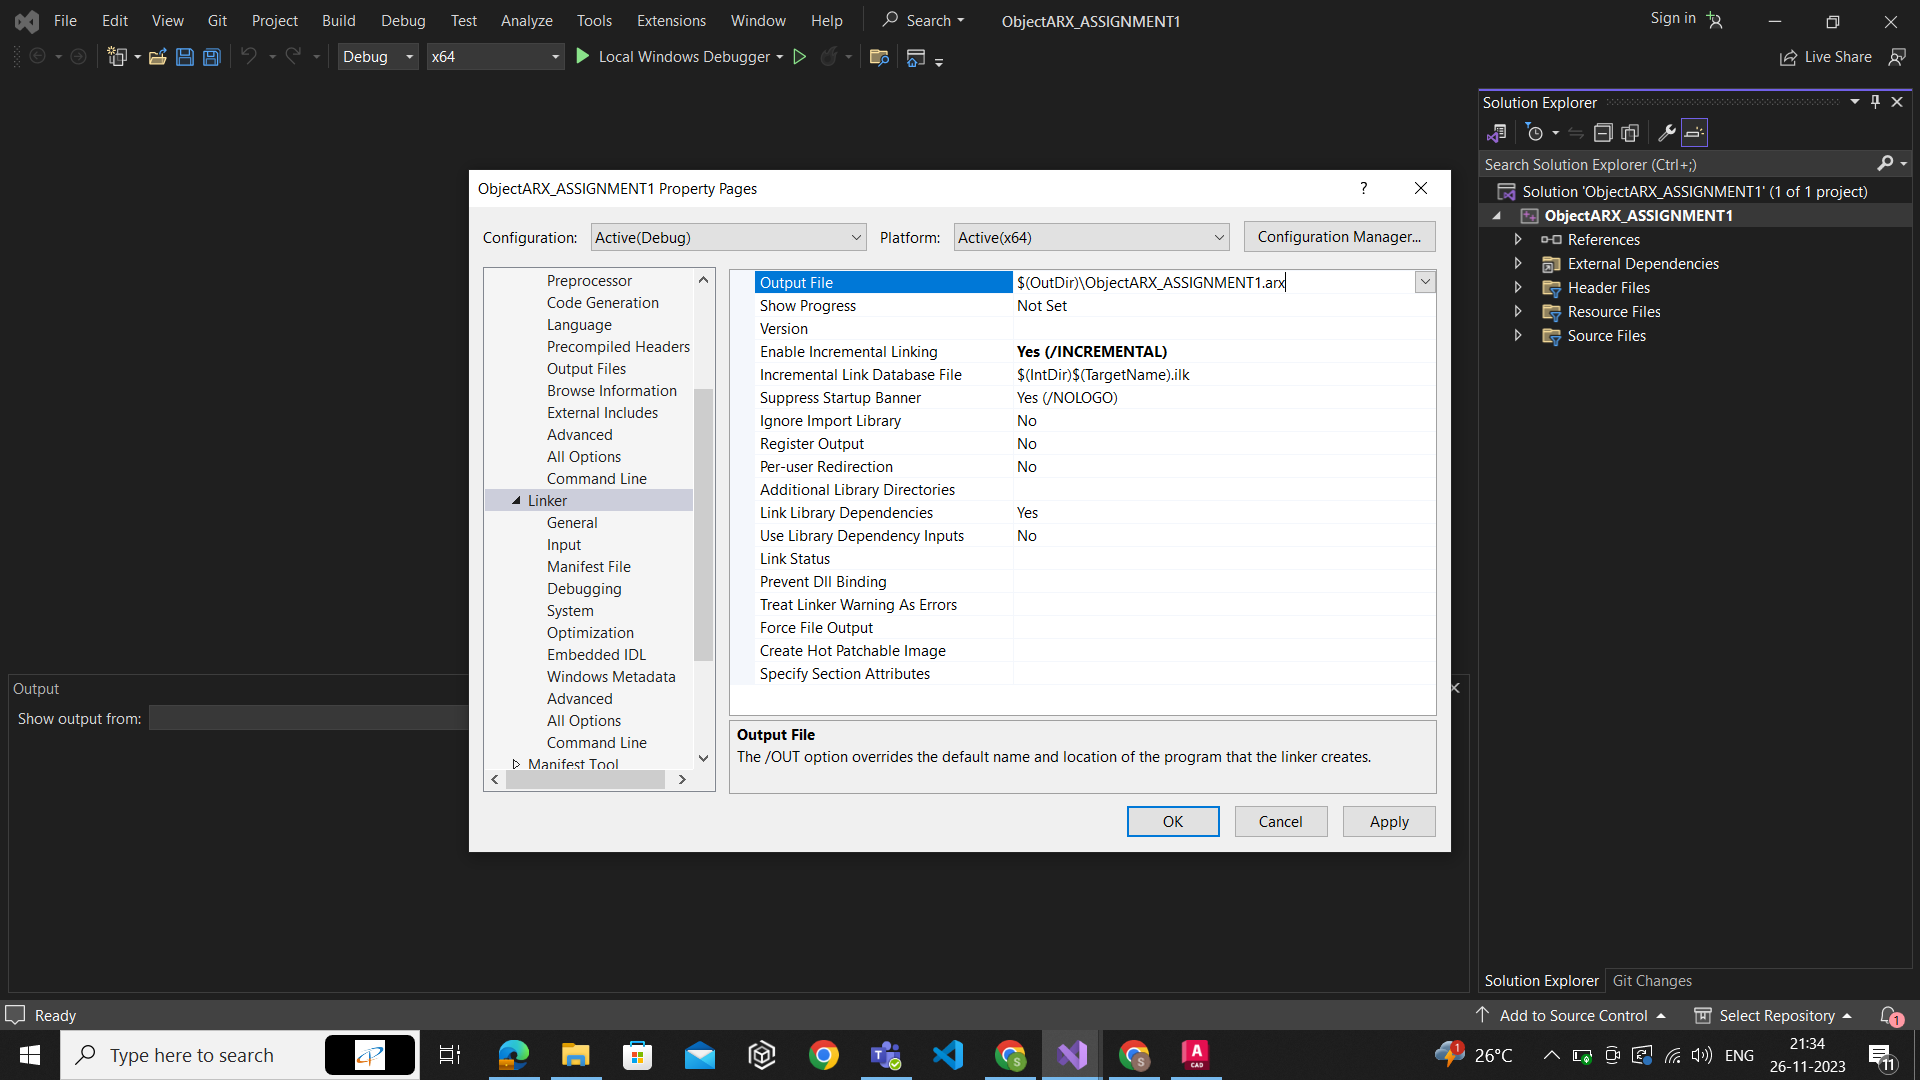 File Edit View Git Project Build Debug Test Analyze Tools Extensions Window Help Search ObjectARX_ASSIGNMENT1 Sign in
Debug x64 Local Windows Debugger Live Share
Solution Explorer
Search Solution Explorer (Ctrl+;)
Solution 'ObjectARX_ASSIGNMENT1' (1 of 1 project)
ObjectARX_ASSIGNMENT1
References
External Dependencies
Header Files
Resource Files
Source Files
ObjectARX_ASSIGNMENT1 Property Pages ?
Configuration: Active(Debug) Platform: Active(x64) Configuration Manager...
Preprocessor
Code Generation
Language
Precompiled Headers
Output Files
Browse Information
External Includes
Advanced
All Options
Command Line
Linker
General
Input
Manifest File
Debugging
System
Optimization
Embedded IDL
Windows Metadata
Advanced
All Options
Command Line
Manifest Tool
Output File $(OutDir)\ObjectARX_ASSIGNMENT1.arx
Show Progress Not Set
Version
Enable Incremental Linking Yes (/INCREMENTAL)
Incremental Link Database File $(IntDir)$(TargetName).ilk
Suppress Startup Banner Yes (/NOLOGO)
Ignore Import Library No
Register Output No
Per-user Redirection No
Additional Library Directories
Link Library Dependencies Yes
Use Library Dependency Inputs No
Link Status
Prevent Dll Binding
Treat Linker Warning As Errors
Force File Output
Create Hot Patchable Image
Specify Section Attributes
Output File
The /OUT option overrides the default name and location of the program that the linker creates.
OK Cancel Apply
Output
Show output from:
Solution Explorer Git Changes
Ready Add to Source Control Select Repository 1
Type here to search S S A CAD 1 26°C ENG 21:34
26-11-2023 11